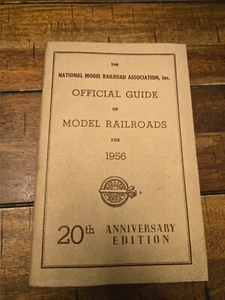 THE
NATIONAL MODEL RAILROAD ASSOCIATION, Inc.
OFFICIAL GUIDE
OF
MODEL RAILROADS
FOR
1956
20th ANNIVERSARY
EDITION